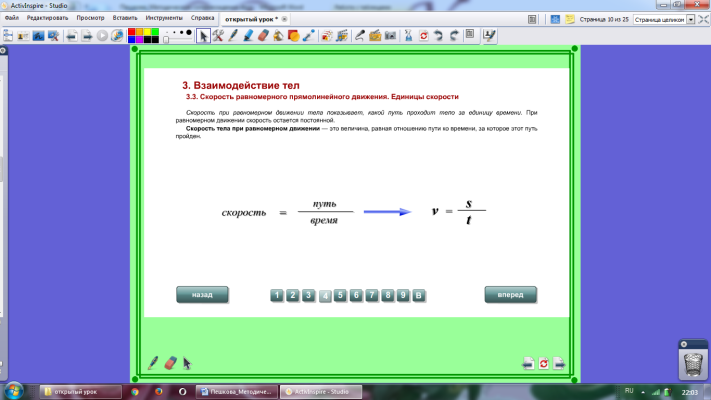 ActivInspire - Studio
Файл Редактировать Просмотр Вставить Инструменты Справка
открытый урок *
Страница 10 из 25
Страница целиком
3. Взаимодействие тел
3.3. Скорость равномерного прямолинейного движения. Единицы скорости
Скорость при равномерном движении тела показывает, какой путь проходит тело за единицу времени. При
равномерном движении скорость остается постоянной.
Скорость тела при равномерном движении — это величина, равная отношению пути ко времени, за которое этот путь
пройден.
скорость = путь / время
v = s / t
назад
1 2 3 4 5 6 7 8 9 В
вперед
открытый урок
Пешкова_Методиче...
ActivInspire - Studio
RU
22:03